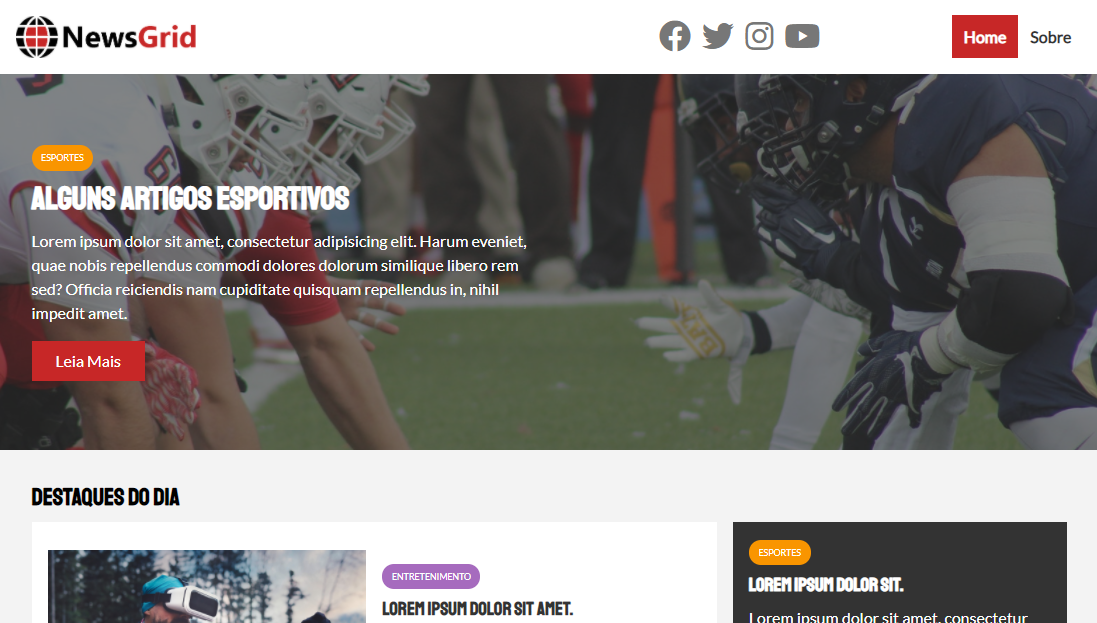 NewsGrid
Home
Sobre
ESPORTES
ALGUNS ARTIGOS ESPORTIVOS
Lorem ipsum dolor sit amet, consectetur adipisicing elit. Harum eveniet,
quae nobis repellendus commodi dolores dolorum similique libero rem
sed? Officia reiciendis nam cupiditate quisquam repellendus in, nihil
impedit amet.
Leia Mais
DESTAQUES DO DIA
ENTRETENIMENTO
LOREM IPSUM DOLOR SIT AMET.
ESPORTES
LOREM IPSUM DOLOR SIT.
Lorem ipsum dolor sit amet, consectetur